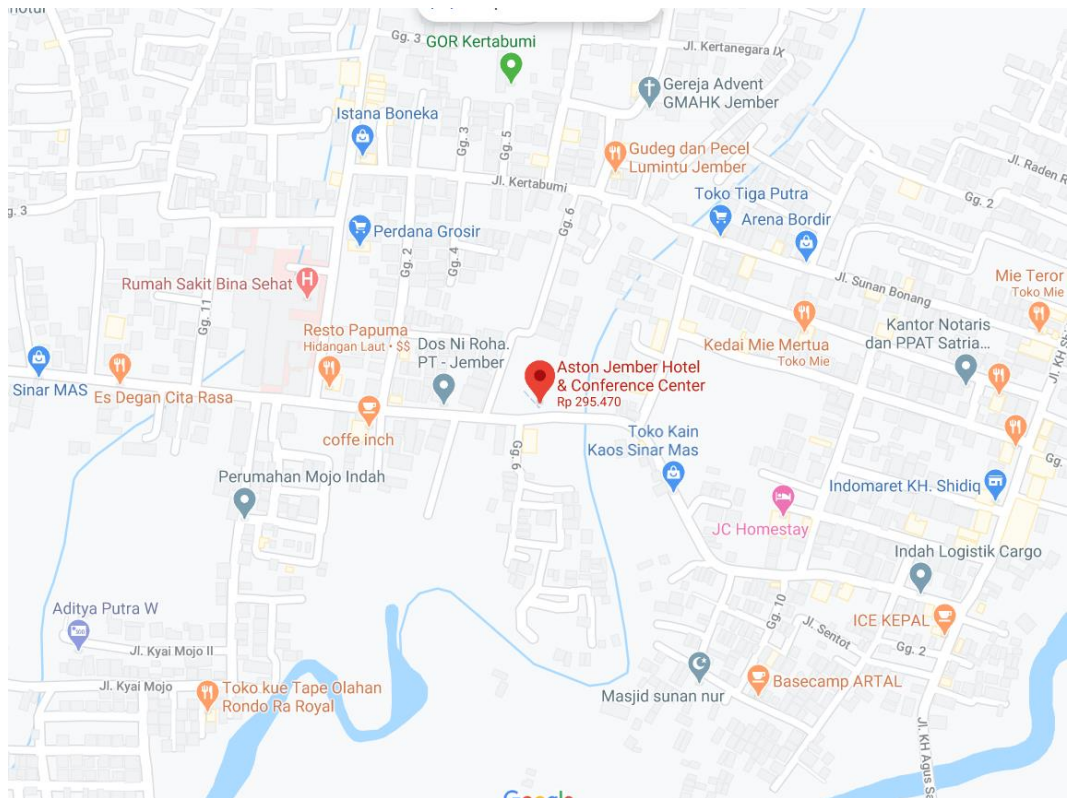 Gg. 3
GOR Kertabumi
Jl. Kertanegara IX
Gereja Advent
GMAHK Jember
Istana Boneka
Gg. 3
Gg. 5
Gudeg dan Pecel
Lumintu Jember
Jl. Kertabumi
Jl. Raden
Toko Tiga Putra
Gg. 2
g. 3
Gg. 6
Arena Bordir
Perdana Grosir
Gg. 2
Gg. 4
Jl. Sunan Bonang
Mie Teror
Toko Mie
Rumah Sakit Bina Sehat
Gg. 11
Resto Papuma
Hidangan Laut • $$
Dos Ni Roha.
PT - Jember
Kedai Mie Mertua
Toko Mie
Kantor Notaris
dan PPAT Satria...
Jl. KH
Aston Jember Hotel
& Conference Center
Rp 295.470
Sinar MAS
Es Degan Cita Rasa
coffe inch
Gg. 6
Toko Kain
Kaos Sinar Mas
Gg.
Perumahan Mojo Indah
Indomaret KH. Shidiq
JC Homestay
Indah Logistik Cargo
Aditya Putra W
Gg. 10
ICE KEPAL
Jl. Sentot
Gg. 2
Jl. Kyai Mojo II
Jl. Kyai Mojo
Toko kue Tape Olahan
Rondo Ra Royal
Masjid sunan nur
Basecamp ARTAL
Jl. KH Agus